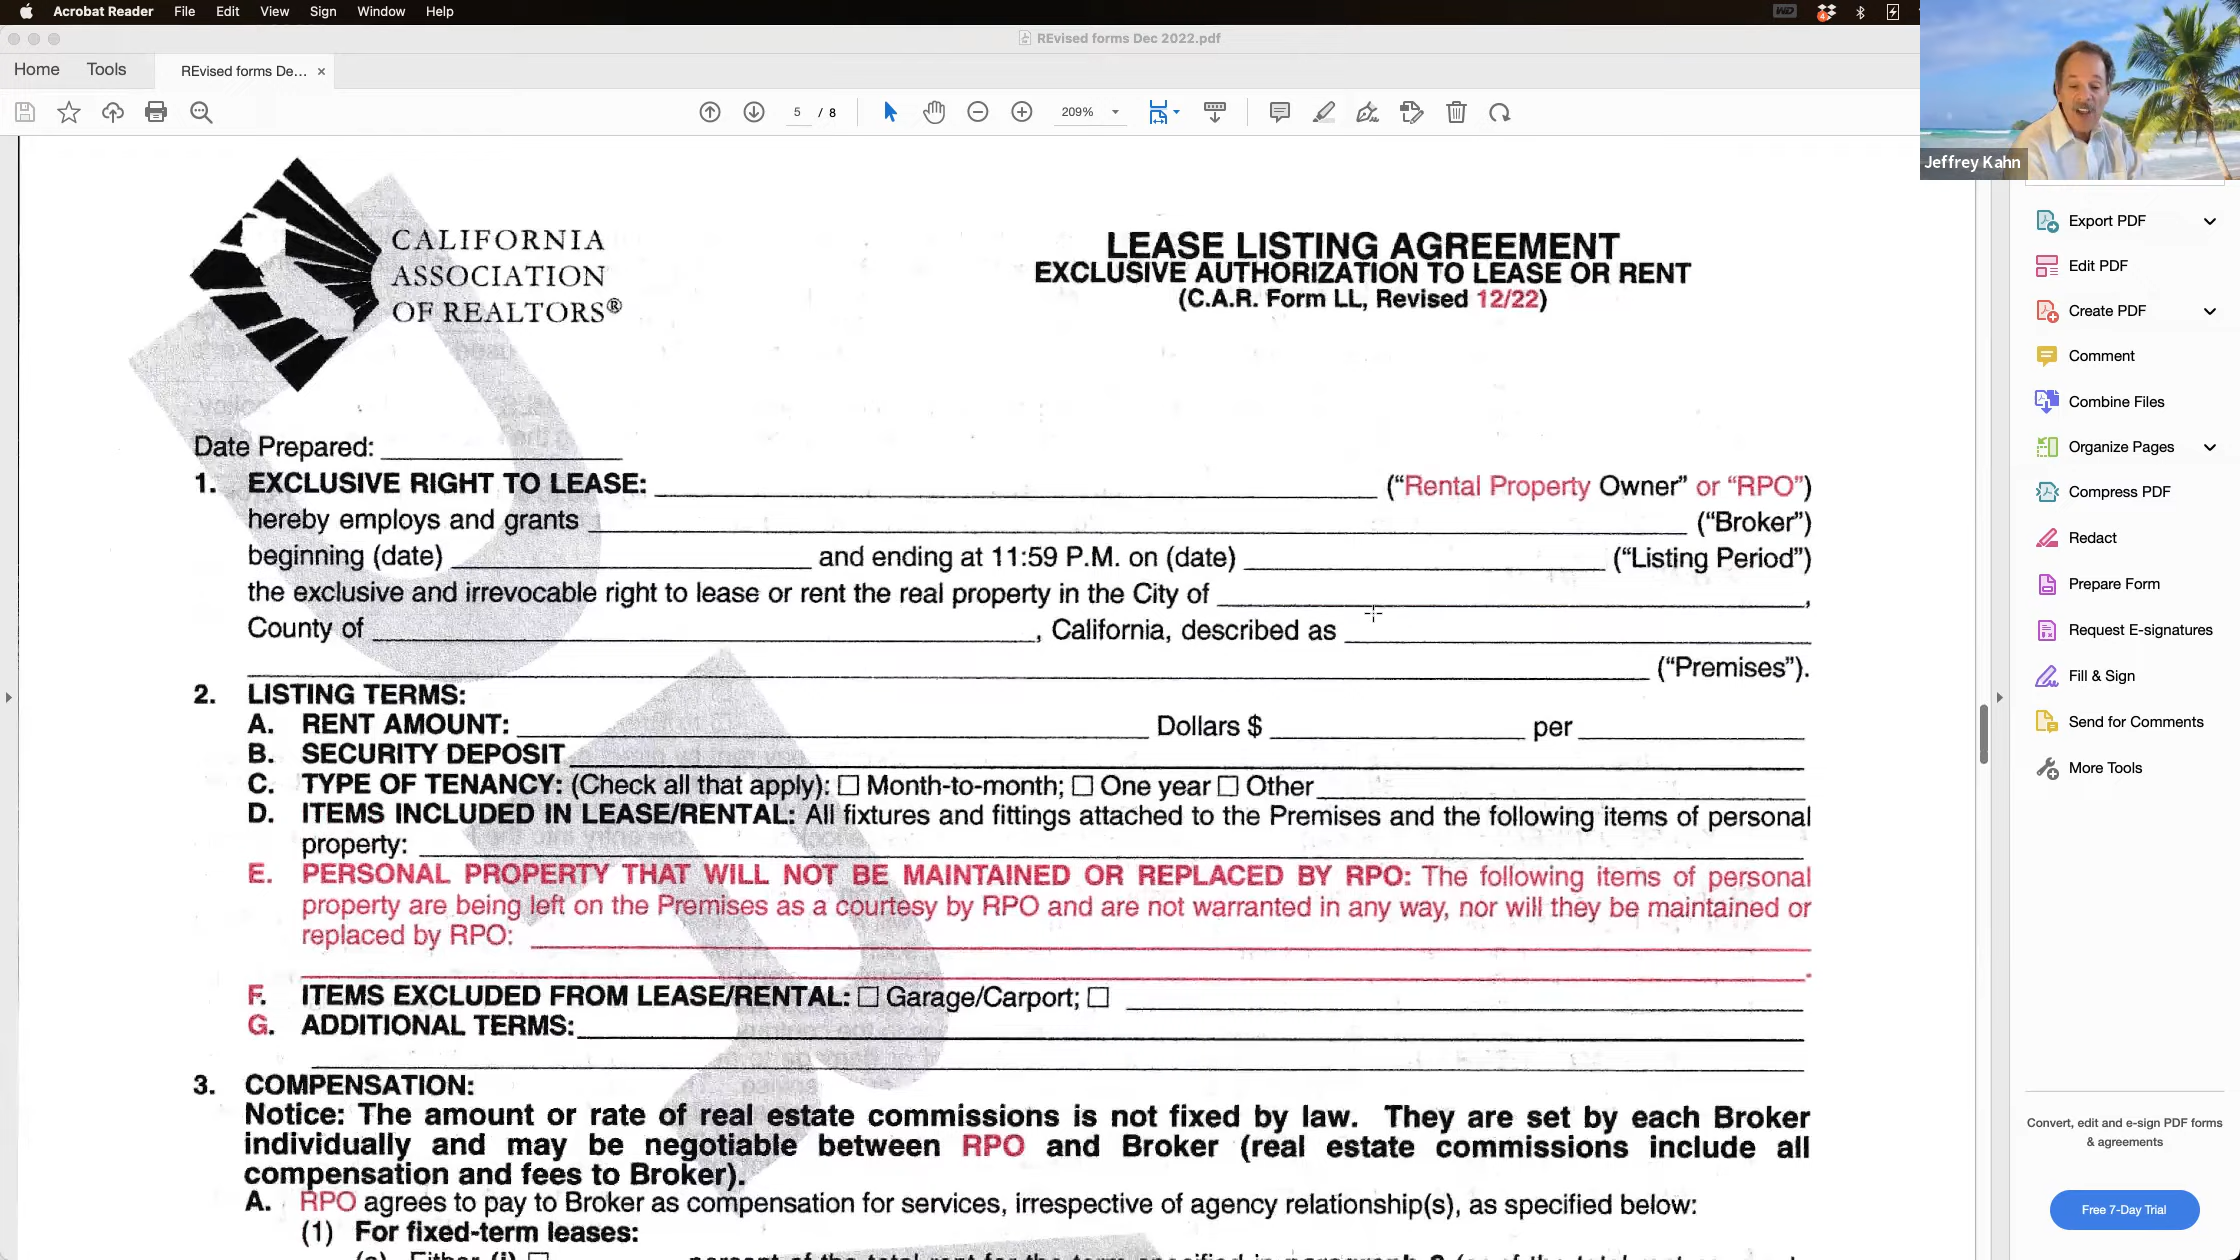 Acrobat Reader File Edit View Sign Window Help
REvised forms Dec 2022.pdf
Home Tools REvised forms De... ×
5 / 8 209%
Jeffrey Kahn
CALIFORNIA
ASSOCIATION
OF REALTORS®
LEASE LISTING AGREEMENT
EXCLUSIVE AUTHORIZATION TO LEASE OR RENT
(C.A.R. Form LL, Revised 12/22)
Date Prepared:
1. EXCLUSIVE RIGHT TO LEASE: ("Rental Property Owner" or "RPO")
hereby employs and grants ("Broker")
beginning (date) and ending at 11:59 P.M. on (date) ("Listing Period")
the exclusive and irrevocable right to lease or rent the real property in the City of ,
County of , California, described as
("Premises").
2. LISTING TERMS:
A. RENT AMOUNT: Dollars $ per
B. SECURITY DEPOSIT
C. TYPE OF TENANCY: (Check all that apply): ☐ Month-to-month; ☐ One year ☐ Other
D. ITEMS INCLUDED IN LEASE/RENTAL: All fixtures and fittings attached to the Premises and the following items of personal
property:
E. PERSONAL PROPERTY THAT WILL NOT BE MAINTAINED OR REPLACED BY RPO: The following items of personal
property are being left on the Premises as a courtesy by RPO and are not warranted in any way, nor will they be maintained or
replaced by RPO:
.
F. ITEMS EXCLUDED FROM LEASE/RENTAL: ☐ Garage/Carport; ☐
G. ADDITIONAL TERMS:
3. COMPENSATION:
Notice: The amount or rate of real estate commissions is not fixed by law. They are set by each Broker
individually and may be negotiable between RPO and Broker (real estate commissions include all
compensation and fees to Broker).
A. RPO agrees to pay to Broker as compensation for services, irrespective of agency relationship(s), as specified below:
(1) For fixed-term leases:
(a) Either (i) ☐ percent of the total rent for the term specified in paragraph 2
Export PDF
Edit PDF
Create PDF
Comment
Combine Files
Organize Pages
Compress PDF
Redact
Prepare Form
Request E-signatures
Fill & Sign
Send for Comments
More Tools
Convert, edit and e-sign PDF forms
& agreements
Free 7-Day Trial